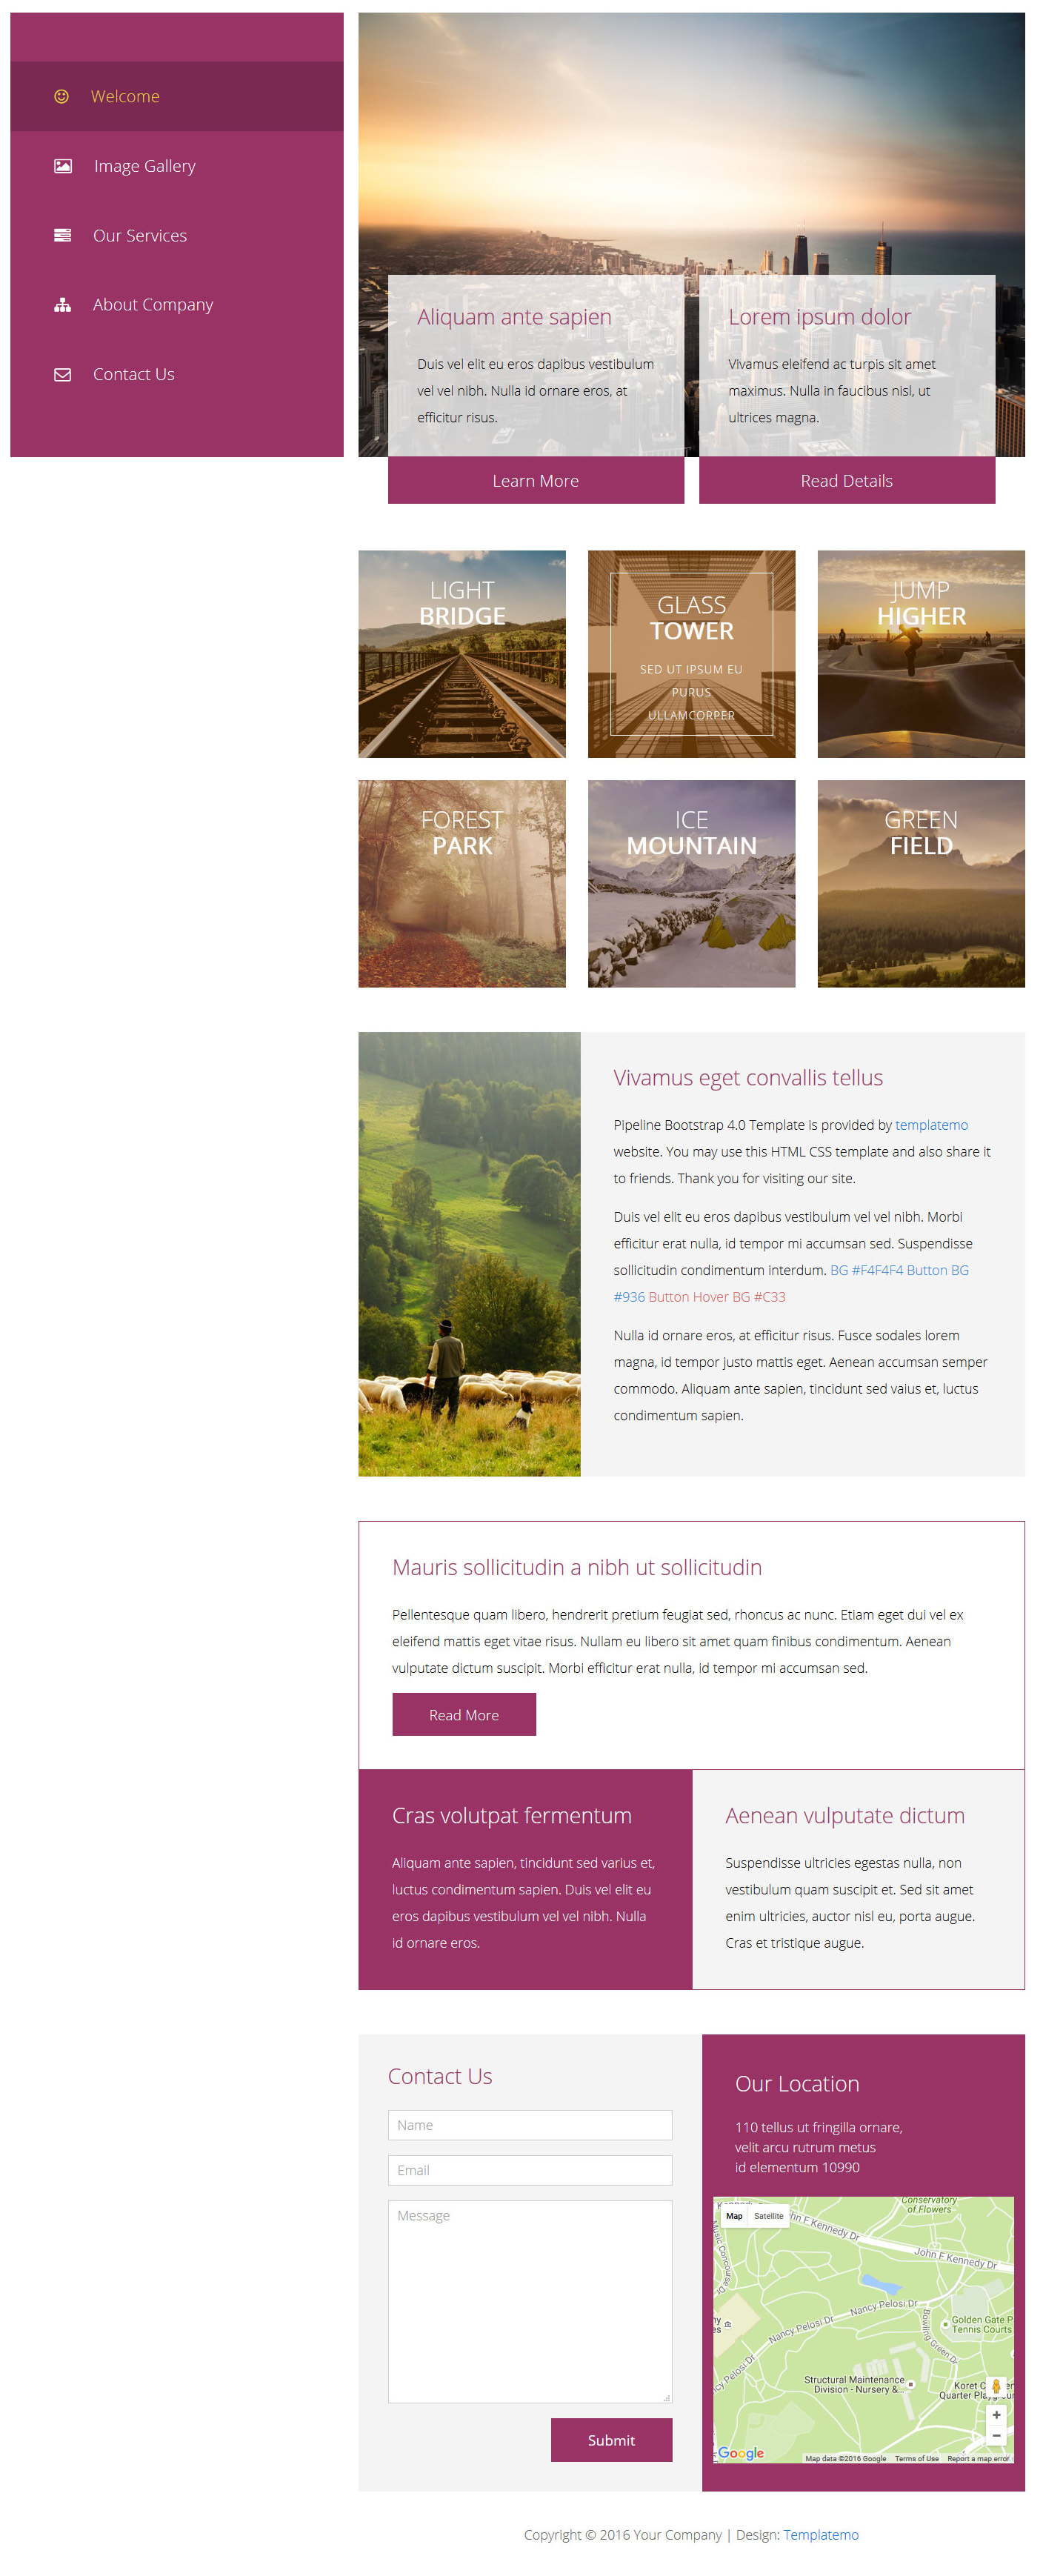 Welcome
Image Gallery
Our Services
About Company
Contact Us
Aliquam ante sapien
Duis vel elit eu eros dapibus vestibulum
vel vel nibh. Nulla id ornare eros, at
efficitur risus.
Learn More
Lorem ipsum dolor
Vivamus eleifend ac turpis sit amet
maximus. Nulla in faucibus nisl, ut
ultrices magna.
Read Details
LIGHT
BRIDGE
GLASS
TOWER
SED UT IPSUM EU
PURUS
ULLAMCORPER
JUMP
HIGHER
FOREST
PARK
ICE
MOUNTAIN
GREEN
FIELD
Vivamus eget convallis tellus
Pipeline Bootstrap 4.0 Template is provided by templatemo
website. You may use this HTML CSS template and also share it
to friends. Thank you for visiting our site.
Duis vel elit eu eros dapibus vestibulum vel vel nibh. Morbi
efficitur erat nulla, id tempor mi accumsan sed. Suspendisse
sollicitudin condimentum interdum. BG #F4F4F4 Button BG
#936 Button Hover BG #C33
Nulla id ornare eros, at efficitur risus. Fusce sodales lorem
magna, id tempor justo mattis eget. Aenean accumsan semper
commodo. Aliquam ante sapien, tincidunt sed vaius et, luctus
condimentum sapien.
Mauris sollicitudin a nibh ut sollicitudin
Pellentesque quam libero, hendrerit pretium feugiat sed, rhoncus ac nunc. Etiam eget dui vel ex
eleifend mattis eget vitae risus. Nullam eu libero sit amet quam finibus condimentum. Aenean
vulputate dictum suscipit. Morbi efficitur erat nulla, id tempor mi accumsan sed.
Read More
Cras volutpat fermentum
Aliquam ante sapien, tincidunt sed varius et,
luctus condimentum sapien. Duis vel elit eu
eros dapibus vestibulum vel vel nibh. Nulla
id ornare eros.
Aenean vulputate dictum
Suspendisse ultricies egestas nulla, non
vestibulum quam suscipit et. Sed sit amet
enim ultricies, auctor nisl eu, porta augue.
Cras et tristique augue.
Contact Us
Name
Email
Message
Submit
Our Location
110 tellus ut fringilla ornare,
velit arcu rutrum metus
id elementum 10990
Conservatory
of Flowers
Map Satellite
F Kennedy Dr
John F Kennedy Dr
Music Concourse Dr
Nancy Pelosi Dr
Nancy Pelosi Dr
Bowling Green Dr
Golden Gate P
Tennis Courts
Pelosi Dr
Structural Maintenance
Division - Nursery &...
Koret
Quarter
Google
Map data ©2016 Google Terms of Use Report a map error
Copyright © 2016 Your Company | Design: Templatemo